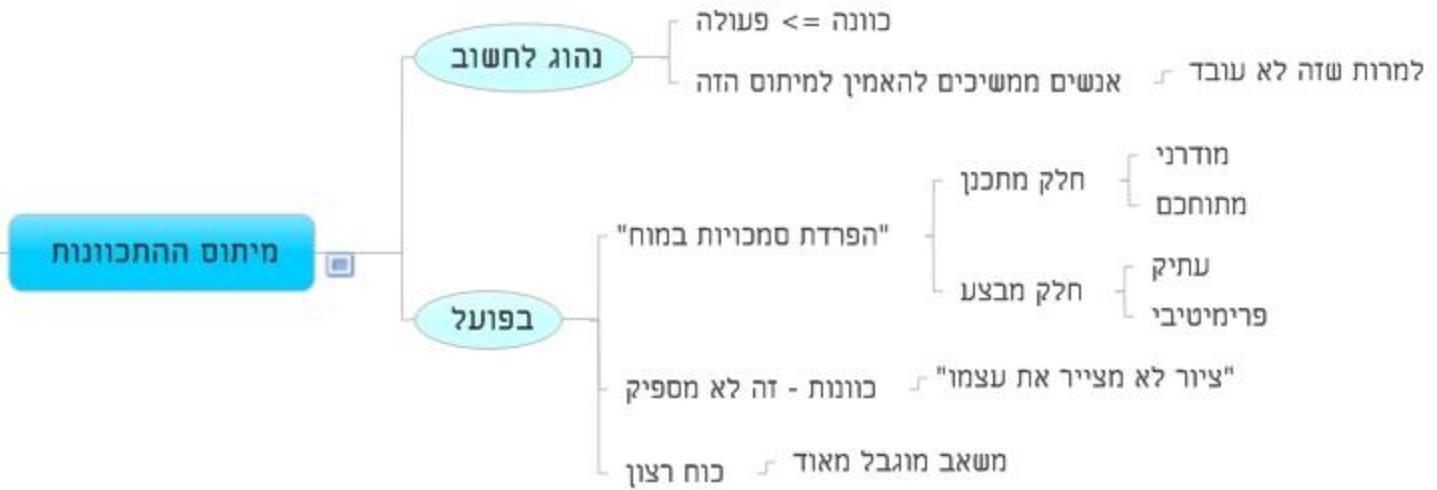 מיתוס ההתכוונות
נהוג לחשוב
כוונה => פעולה
אנשים ממשיכים להאמין למיתוס הזה
למרות שזה לא עובד
בפועל
"הפרדת סמכויות במוח"
חלק מתכנן
מודרני
מתוחכם
חלק מבצע
עתיק
פרימיטיבי
כוונות - זה לא מספיק
"ציור לא מצייר את עצמו"
כוח רצון
משאב מוגבל מאוד